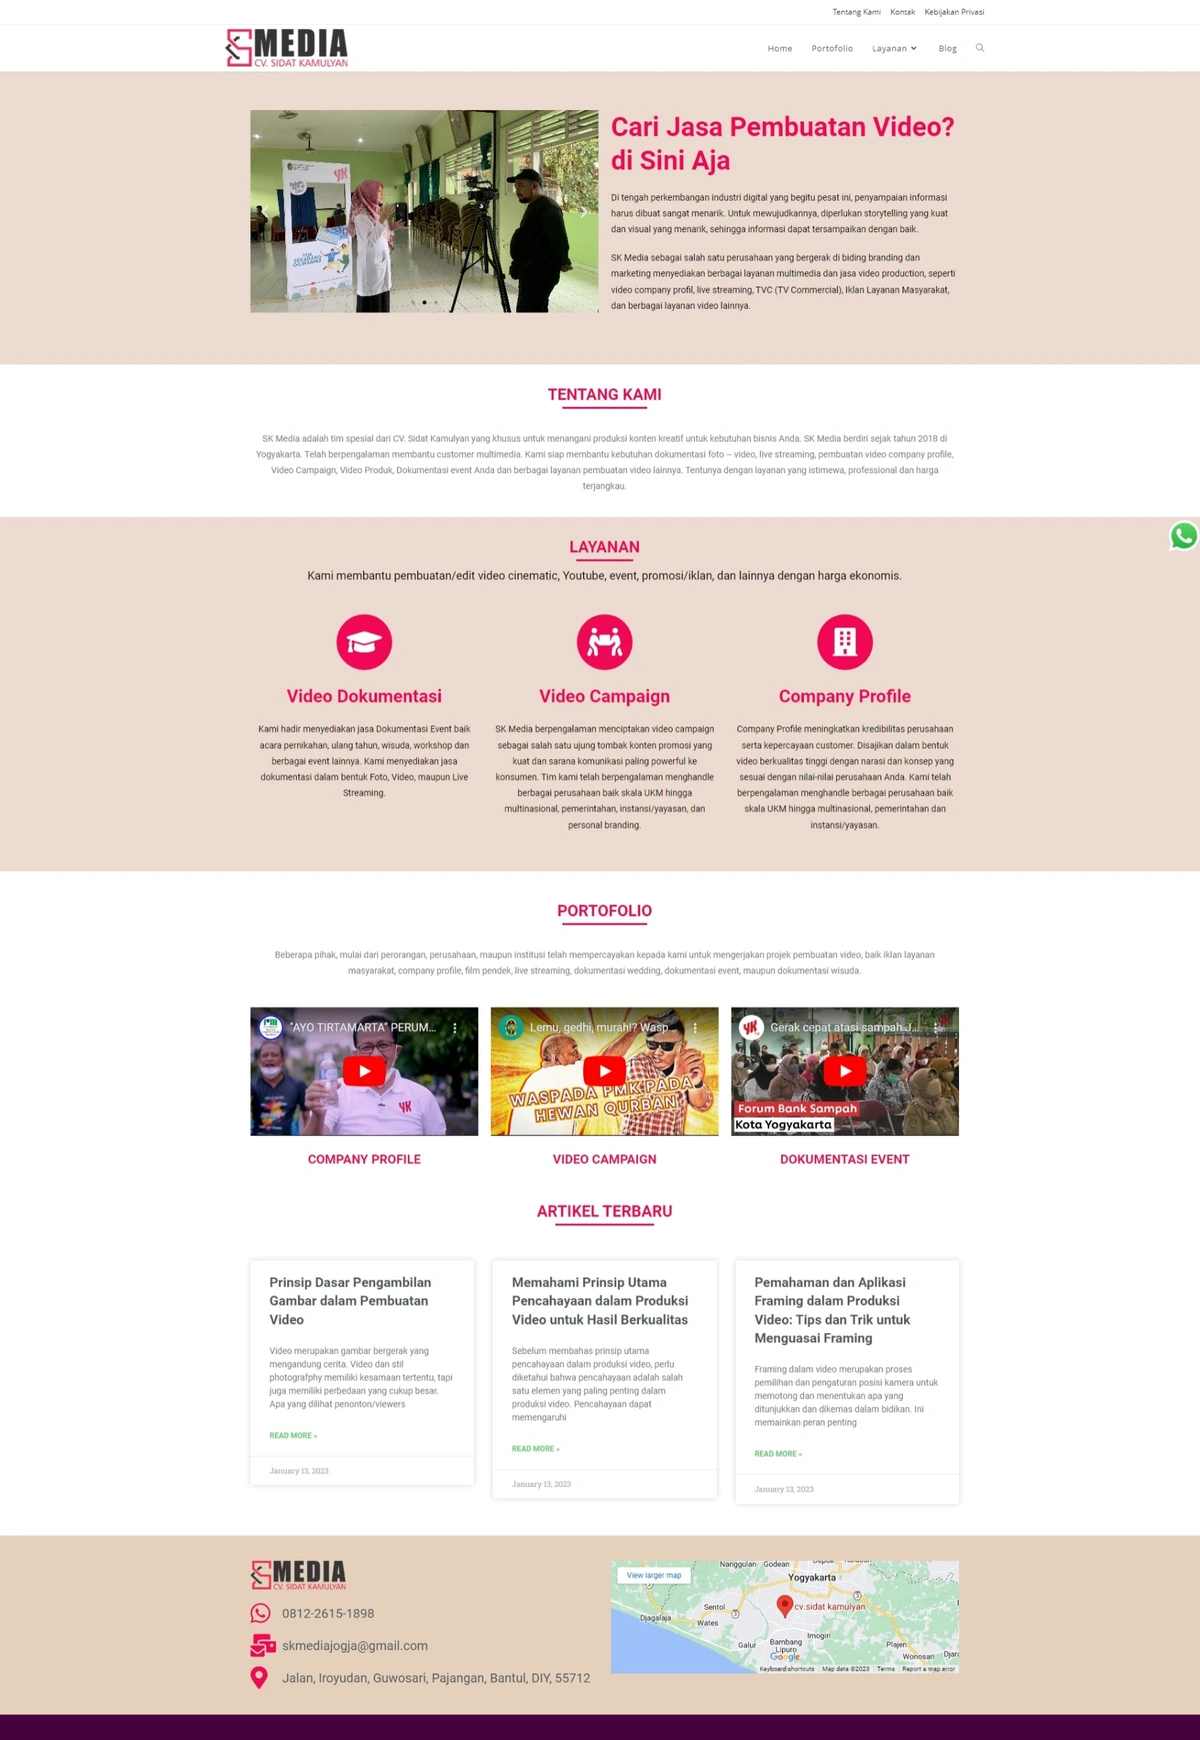 Tentang Kami Kontak Kebijakan Privasi
SMEDIA
CV. SIDAT KAMULYAN
Home Portofolio Layanan Blog
Cari Jasa Pembuatan Video?
di Sini Aja
Di tengah perkembangan industri digital yang begitu pesat ini, penyampaian informasi
harus dibuat sangat menarik. Untuk mewujudkannya, diperlukan storytelling yang kuat
dan visual yang menarik, sehingga informasi dapat tersampaikan dengan baik.
SK Media sebagai salah satu perusahaan yang bergerak di biding branding dan
marketing menyediakan berbagai layanan multimedia dan jasa video production, seperti
video company profil, live streaming, TVC (TV Commercial), Iklan Layanan Masyarakat,
dan berbagai layanan video lainnya.
TENTANG KAMI
SK Media adalah tim spesial dari CV. Sidat Kamulyan yang khusus untuk menangani produksi konten kreatif untuk kebutuhan bisnis Anda. SK Media berdiri sejak tahun 2018 di
Yogyakarta. Telah berpengalaman membantu customer multimedia. Kami siap membantu kebutuhan dokumentasi foto – video, live streaming, pembuatan video company profile,
Video Campaign, Video Produk, Dokumentasi event Anda dan berbagai layanan pembuatan video lainnya. Tentunya dengan layanan yang istimewa, professional dan harga
terjangkau.
LAYANAN
Kami membantu pembuatan/edit video cinematic, Youtube, event, promosi/iklan, dan lainnya dengan harga ekonomis.
Video Dokumentasi
Kami hadir menyediakan jasa Dokumentasi Event baik
acara pernikahan, ulang tahun, wisuda, workshop dan
berbagai event lainnya. Kami menyediakan jasa
dokumentasi dalam bentuk Foto, Video, maupun Live
Streaming.
Video Campaign
SK Media berpengalaman menciptakan video campaign
sebagai salah satu ujung tombak konten promosi yang
kuat dan sarana komunikasi paling powerful ke
konsumen. Tim kami telah berpengalaman menghandle
berbagai perusahaan baik skala UKM hingga
multinasional, pemerintahan, instansi/yayasan, dan
personal branding.
Company Profile
Company Profile meningkatkan kredibilitas perusahaan
serta kepercayaan customer. Disajikan dalam bentuk
video berkualitas tinggi dengan narasi dan konsep yang
sesuai dengan nilai-nilai perusahaan Anda. Kami telah
berpengalaman menghandle berbagai perusahaan baik
skala UKM hingga multinasional, pemerintahan dan
instansi/yayasan.
PORTOFOLIO
Beberapa pihak, mulai dari perorangan, perusahaan, maupun institusi telah mempercayakan kepada kami untuk mengerjakan projek pembuatan video, baik iklan layanan
masyarakat, company profile, film pendek, live streaming, dokumentasi wedding, dokumentasi event, maupun dokumentasi wisuda.
"AYO TIRTAMARTA" PERUM...
YK
COMPANY PROFILE
Lemu, gedhi, murah!? Wasp...
WASPADA PMK PADA
HEWAN QURBAN
VIDEO CAMPAIGN
YK
Gerak cepat atasi sampah J...
Forum Bank Sampah
Kota Yogyakarta
DOKUMENTASI EVENT
ARTIKEL TERBARU
Prinsip Dasar Pengambilan
Gambar dalam Pembuatan
Video
Video merupakan gambar bergerak yang
mengandung cerita. Video dan stil
photografphy memiliki kesamaan tertentu, tapi
juga memiliki perbedaan yang cukup besar.
Apa yang dilihat penonton/viewers
READ MORE »
January 13, 2023
Memahami Prinsip Utama
Pencahayaan dalam Produksi
Video untuk Hasil Berkualitas
Sebelum membahas prinsip utama
pencahayaan dalam produksi video, perlu
diketahui bahwa pencahayaan adalah salah
satu elemen yang paling penting dalam
produksi video. Pencahayaan dapat
memengaruhi
READ MORE »
January 13, 2023
Pemahaman dan Aplikasi
Framing dalam Produksi
Video: Tips dan Trik untuk
Menguasai Framing
Framing dalam video merupakan proses
pemilihan dan pengaturan posisi kamera untuk
memotong dan menentukan apa yang
ditunjukkan dan dikemas dalam bidikan. Ini
memainkan peran penting
READ MORE »
January 13, 2023
SMEDIA
CV. SIDAT KAMULYAN
0812-2615-1898
skmediajogja@gmail.com
Jalan, Iroyudan, Guwosari, Pajangan, Bantul, DIY, 55712
View larger map
Nanggulan Godean
Yogyakarta
Sentol
cv.sidat kamulyan
Djagalaja
Wates
Imogiri
Galur
Bambang
Lipuro
Plajen
Wonosari
Google
Keyboard shortcuts Map data ©2023 Terms Report a map error